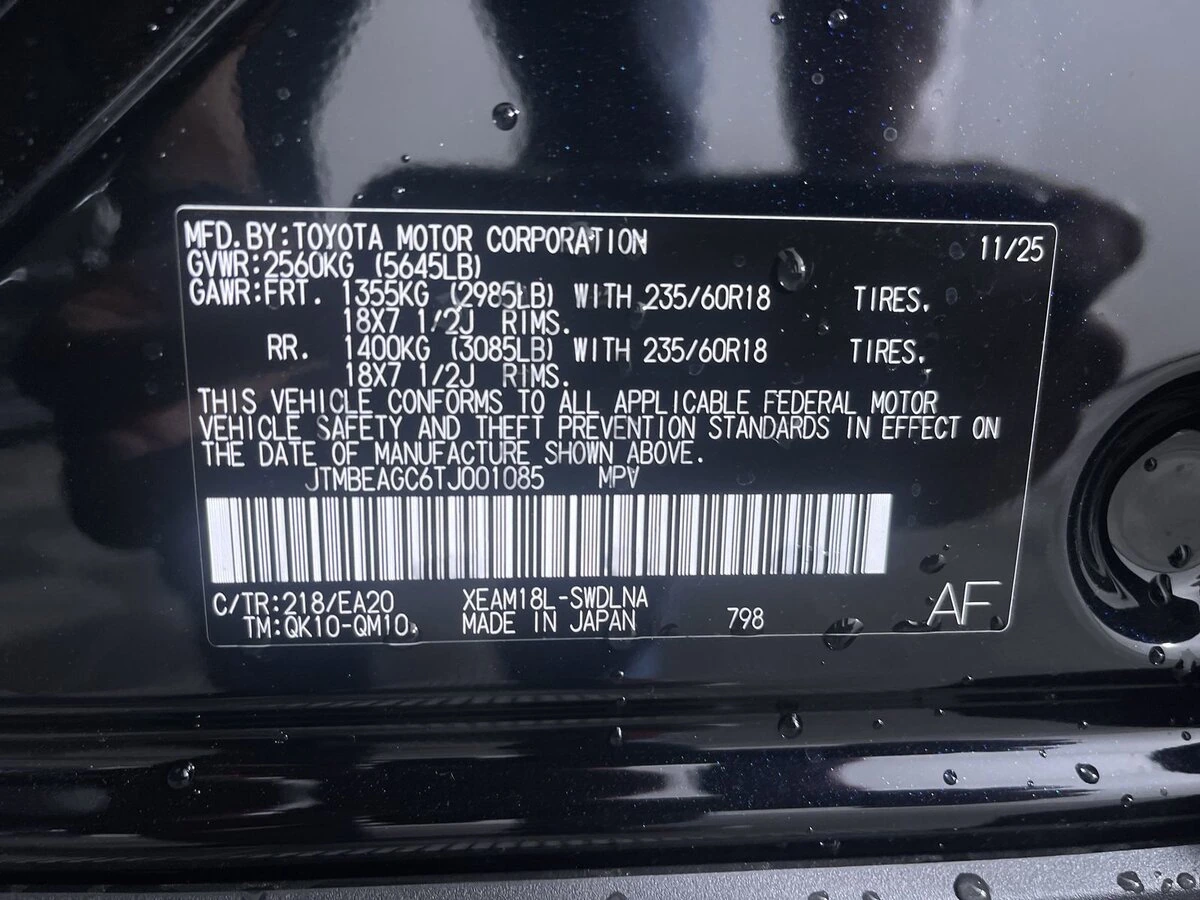 MFD.BY:TOYOTA MOTOR CORPORATION 11/25
GVWR:2560KG (5645LB)
GAWR:FRT. 1355KG (2985LB) WITH 235/60R18 TIRES.
18X7 1/2J RIMS.
RR. 1400KG (3085LB) WITH 235/60R18 TIRES.
18X7 1/2J RIMS.
THIS VEHICLE CONFORMS TO ALL APPLICABLE FEDERAL MOTOR
VEHICLE SAFETY AND THEFT PREVENTION STANDARDS IN EFFECT ON
THE DATE OF MANUFACTURE SHOWN ABOVE.
JTMBEAGC6TJ001085 MPV
C/TR:218/EA20 XEAM18L-SWDLNA
TM:QK10-QM10 MADE IN JAPAN 798 AF